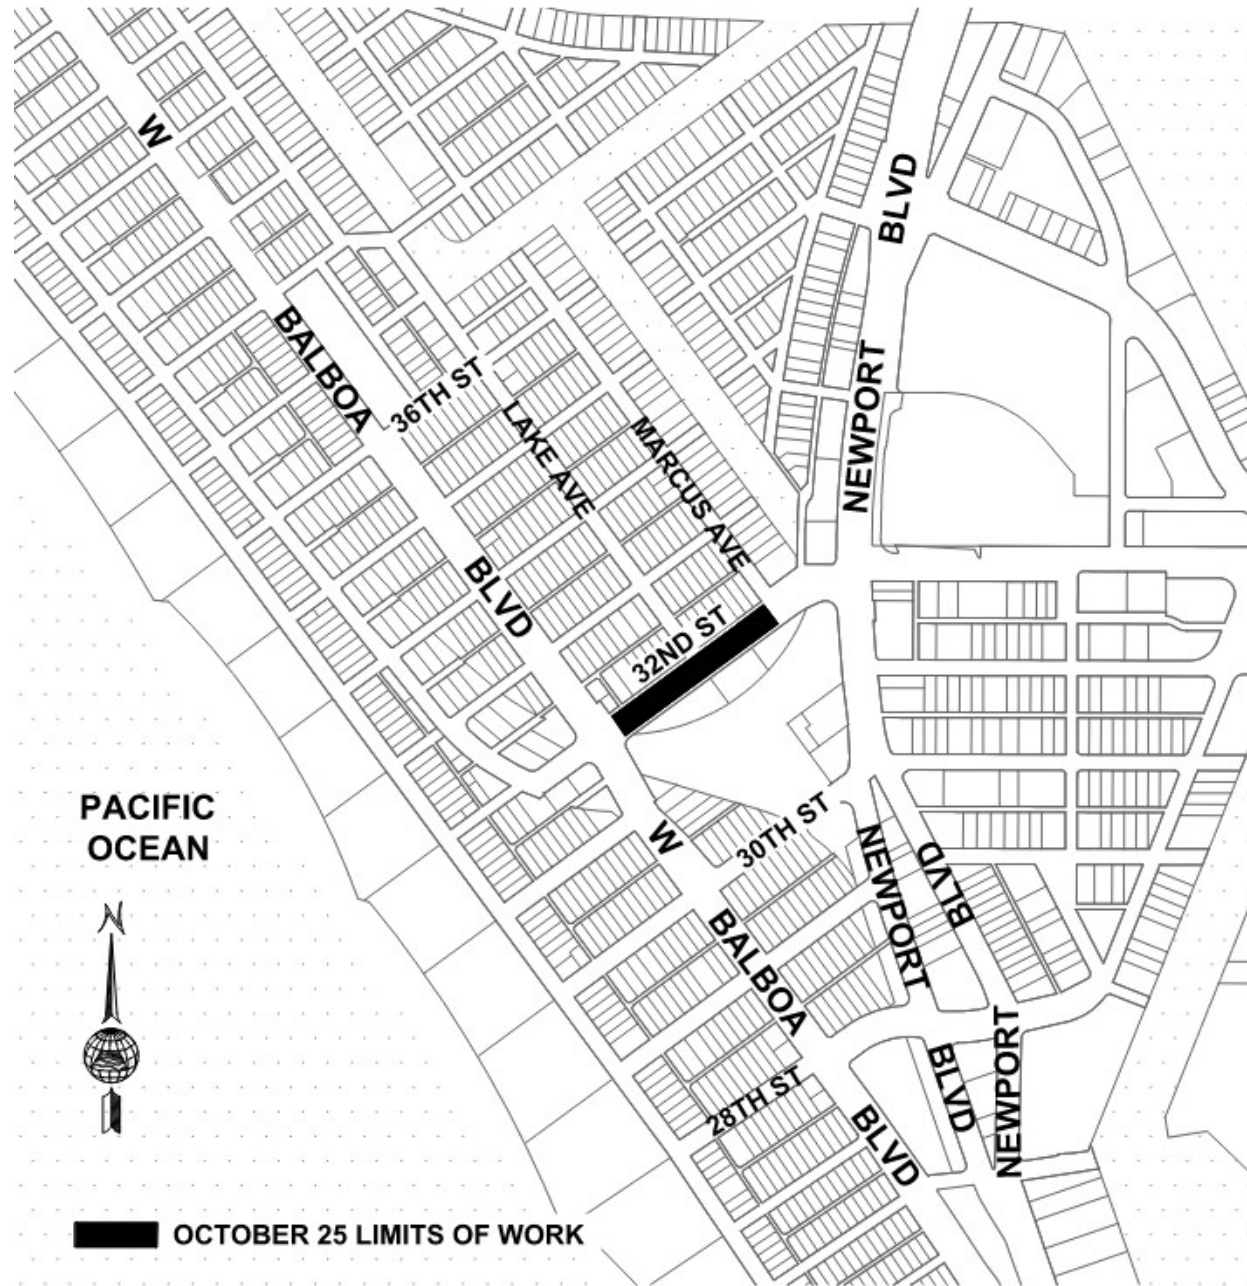 W
BLVD
BALBOA
36TH ST
NEWPORT
LAKE AVE
MARCUS AVE
BLVD
32ND ST
PACIFIC
OCEAN
W
30TH ST
NEWPORT
BLVD
BALBOA
N
NEWPORT
BLVD
28TH ST
BLVD
OCTOBER 25 LIMITS OF WORK